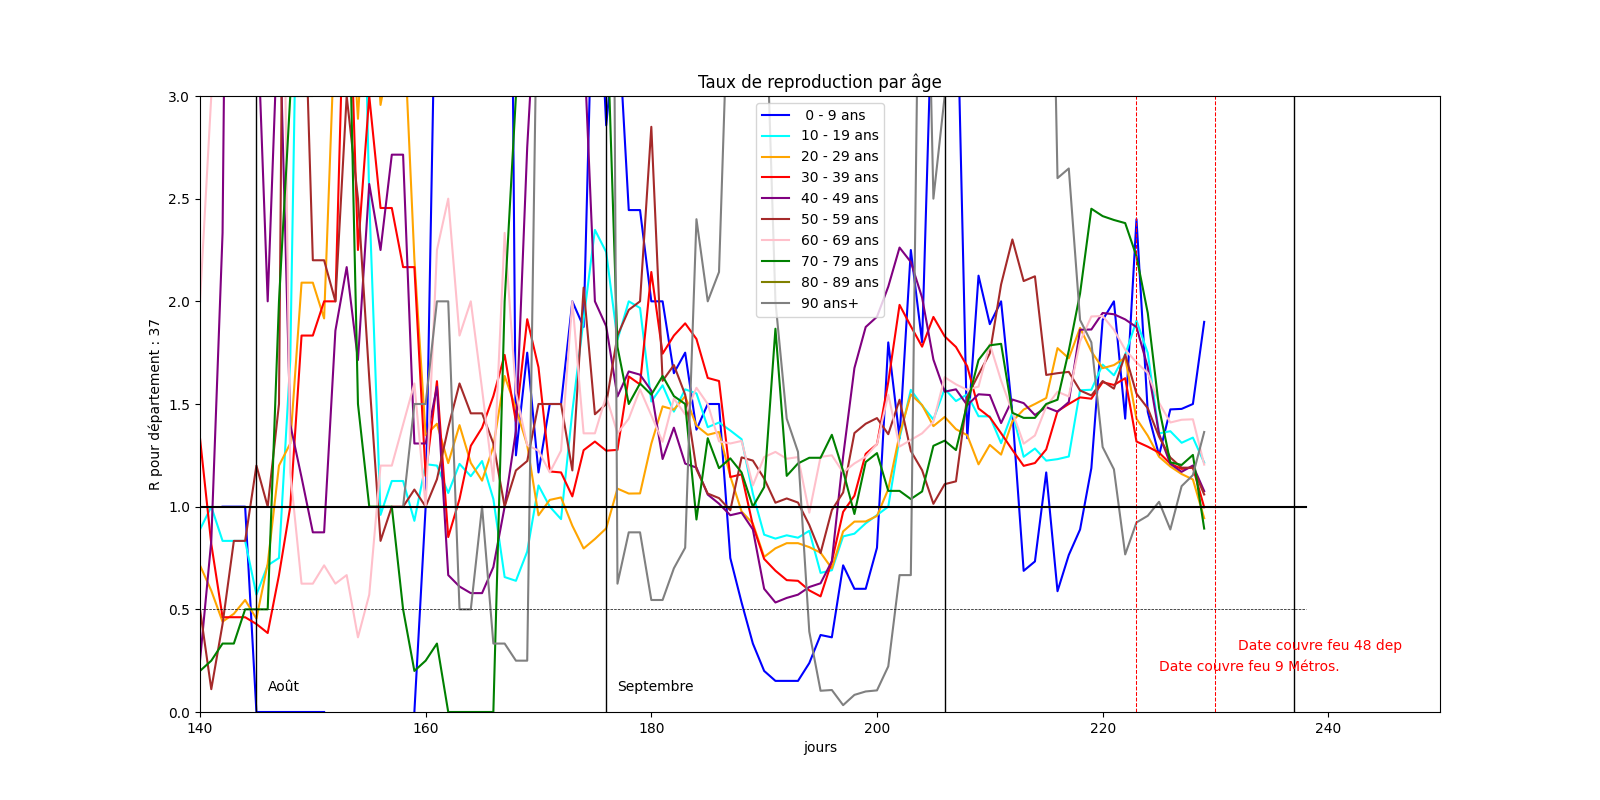 Taux de reproduction par âge
R pour département : 37
3.0
2.5
2.0
1.5
1.0
0.5
0.0
0 - 9 ans
10 - 19 ans
20 - 29 ans
30 - 39 ans
40 - 49 ans
50 - 59 ans
60 - 69 ans
70 - 79 ans
80 - 89 ans
90 ans+
Date couvre feu 48 dep
Date couvre feu 9 Métros.
Août
Septembre
140
160
180
200
220
240
jours